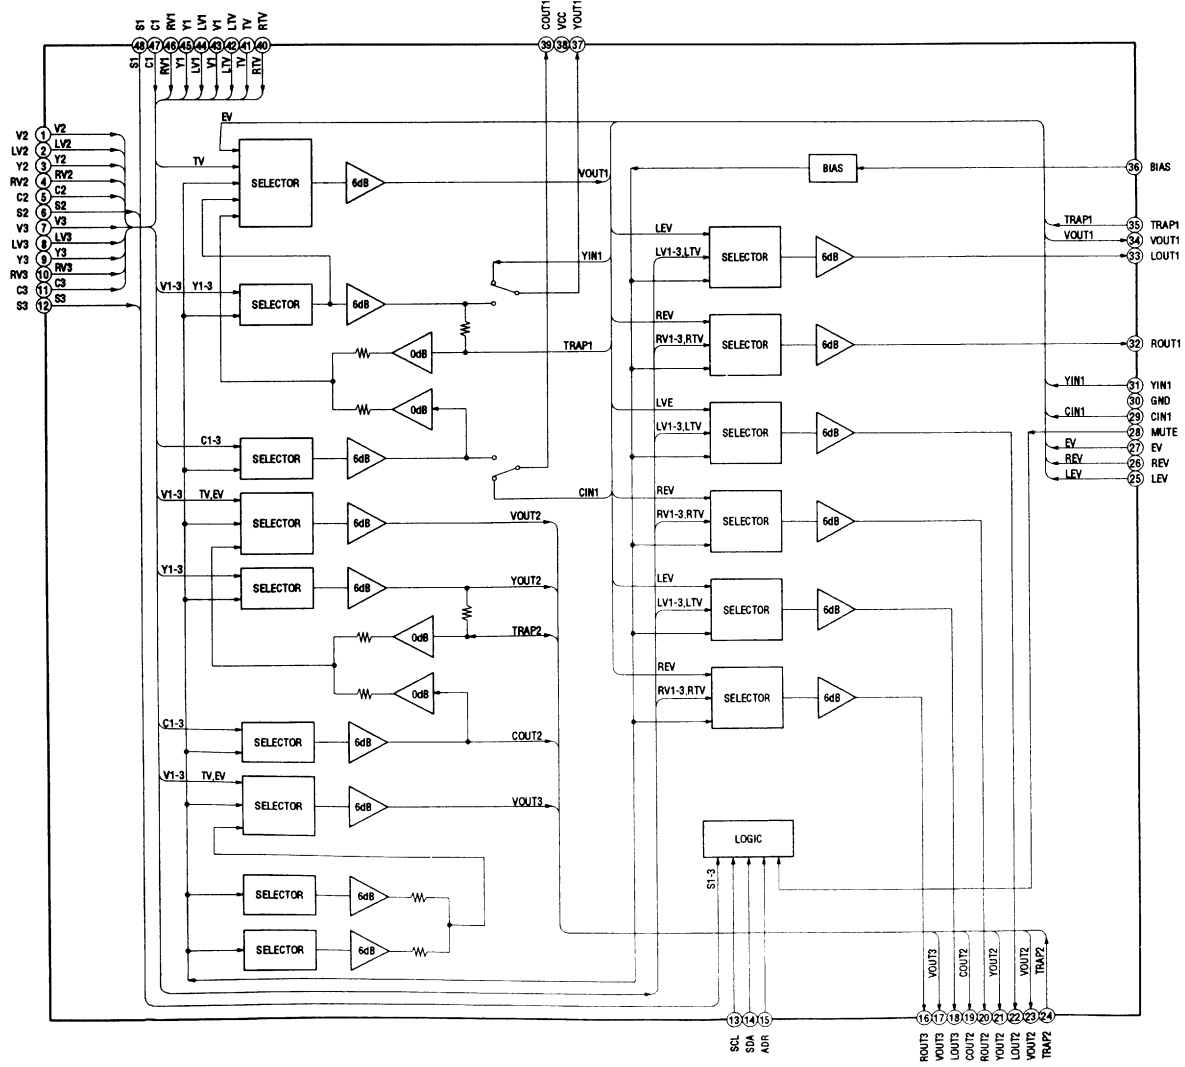 S1 C1 RV1 Y1 LV1 V1 LTV TV RTV
48 47 46 45 44 43 42 41 40
S1 C1 RV1 Y1 LV1 V1 LTV TV RTV
COUT1 VCC YOUT1
39 38 37
V2 1 V2
LV2 2 LV2
Y2 3 Y2
RV2 4 RV2
C2 5 C2
S2 6 S2
V3 7 V3
LV3 8 LV3
Y3 9 Y3
RV3 10 RV3
C3 11 C3
S3 12 S3
EV
TV
SELECTOR 6dB VOUT1
V1-3 Y1-3
SELECTOR 6dB
YIN1
0dB TRAP1
0dB
C1-3
SELECTOR 6dB
CIN1
V1-3 TV,EV
SELECTOR 6dB VOUT2
Y1-3
SELECTOR 6dB YOUT2
0dB TRAP2
0dB
C1-3
SELECTOR 6dB COUT2
V1-3 TV,EV
SELECTOR 6dB VOUT3
SELECTOR 6dB
SELECTOR 6dB
BIAS
LEV
LV1-3,LTV
SELECTOR 6dB
REV
RV1-3,RTV
SELECTOR 6dB
LVE
LV1-3,LTV
SELECTOR 6dB
REV
RV1-3,RTV
SELECTOR 6dB
LEV
LV1-3,LTV
SELECTOR 6dB
REV
RV1-3,RTV
SELECTOR 6dB
LOGIC
S1-3
36 BIAS
TRAP1 35 TRAP1
VOUT1 34 VOUT1
33 LOUT1
32 ROUT1
YIN1 31 YIN1
30 GND
CIN1 29 CIN1
28 MUTE
EV 27 EV
REV 26 REV
LEV 25 LEV
VOUT3 COUT2 YOUT2 VOUT2 TRAP2
13 14 15
SCL SDA ADR
16 17 18 19 20 21 22 23 24
ROUT3 VOUT3 LOUT3 COUT2 ROUT2 YOUT2 LOUT2 VOUT2 TRAP2